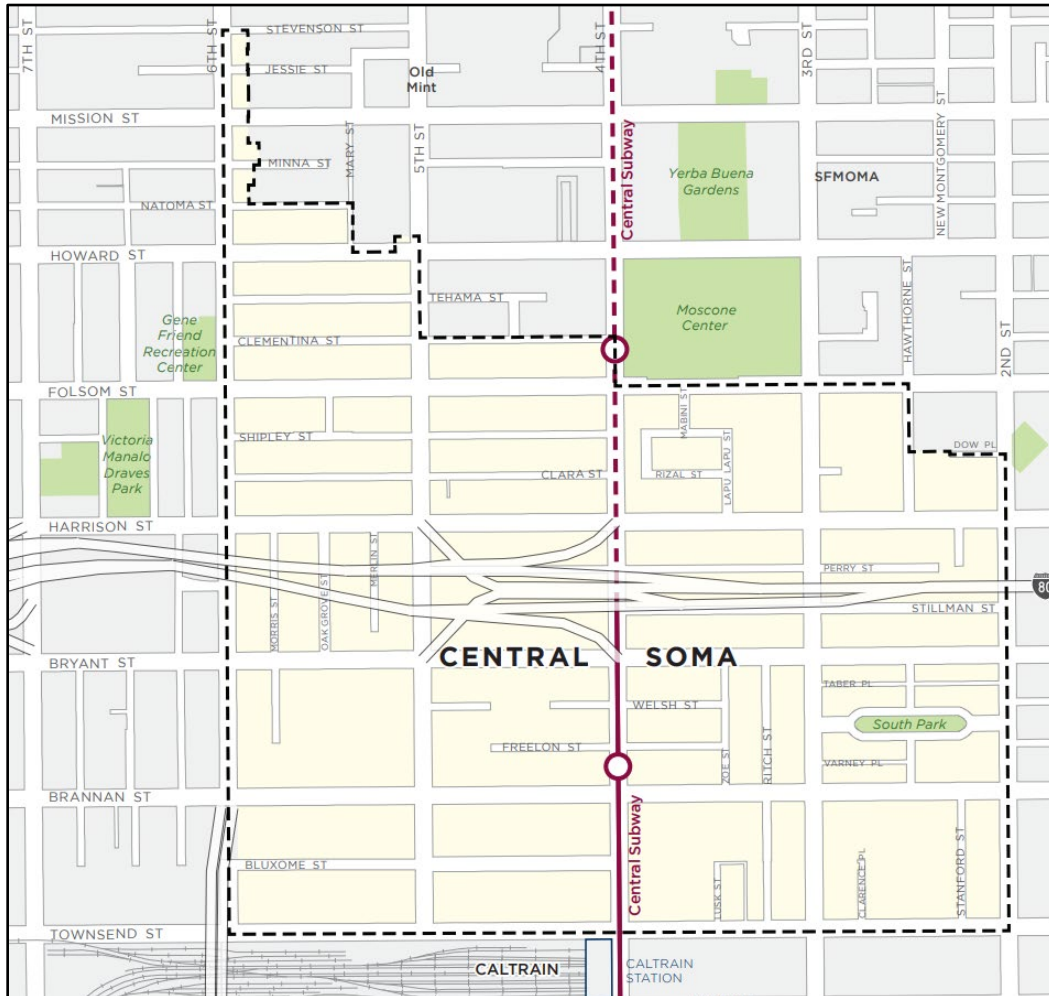 7TH ST
6TH ST
STEVENSON ST
4TH ST
3RD ST
JESSIE ST
Old
Mint
MISSION ST
MARY ST
5TH ST
Central Subway
NEW MONTGOMERY ST
MINNA ST
Yerba Buena
Gardens
SFMOMA
NATOMA ST
HOWARD ST
TEHAMA ST
Moscone
Center
HAWTHORNE ST
2ND ST
Gene
Friend
Recreation
Center
CLEMENTINA ST
FOLSOM ST
MABINI ST
SHIPLEY ST
Victoria
Manalo
Draves
Park
LAPU LAPU ST
DOW PL
CLARA ST
RIZAL ST
HARRISON ST
MERLIN ST
PERRY ST
80
MORRIS ST
OAK GROVE ST
STILLMAN ST
BRYANT ST
CENTRAL SOMA
TABER PL
WELSH ST
South Park
FREELON ST
ZOE ST
RITCH ST
VARNEY PL
BRANNAN ST
Central Subway
BLUXOME ST
LUSK ST
CLARENCE PL
STANFORD ST
TOWNSEND ST
CALTRAIN
CALTRAIN
STATION